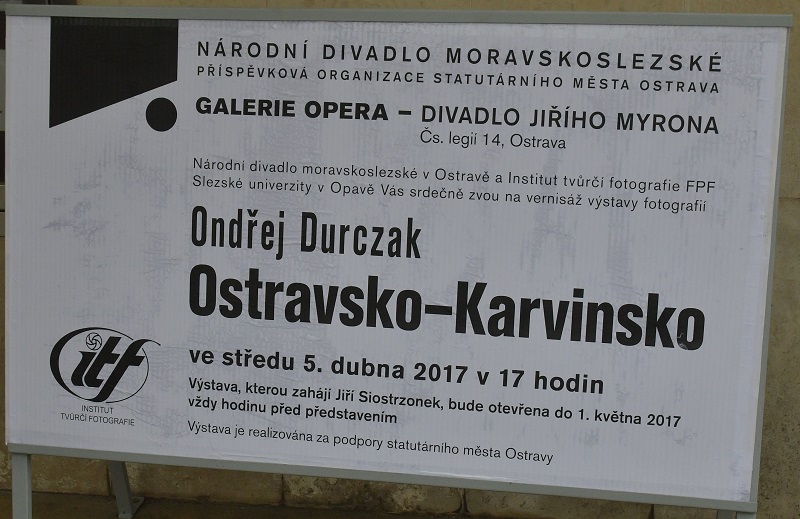 NÁRODNÍ DIVADLO MORAVSKOSLEZSKÉ
PŘÍSPĚVKOVÁ ORGANIZACE STATUTÁRNÍHO MĚSTA OSTRAVA
GALERIE OPERA – DIVADLO JIŘÍHO MYRONA
Čs. legií 14, Ostrava
Národní divadlo moravskoslezské v Ostravě a Institut tvůrčí fotografie FPF
Slezské univerzity v Opavě Vás srdečně zvou na vernisáž výstavy fotografií
Ondřej Durczak
Ostravsko–Karvinsko
ve středu 5. dubna 2017 v 17 hodin
Výstava, kterou zahájí Jiří Siostrzonek, bude otevřena do 1. května 2017
vždy hodinu před představením
Výstava je realizována za podpory statutárního města Ostravy
itf
INSTITUT
TVŮRČÍ FOTOGRAFIE